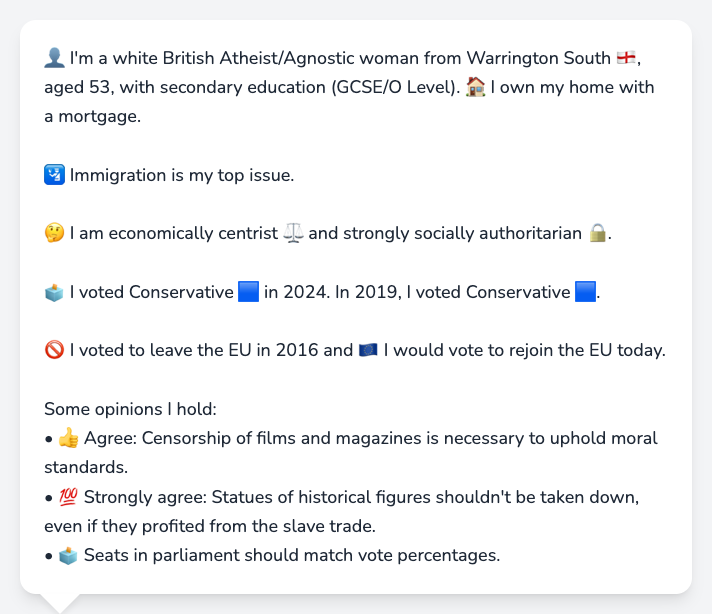 👤 I'm a white British Atheist/Agnostic woman from Warrington South 🏴󠁧󠁢󠁥󠁮󠁧󠁿,
aged 53, with secondary education (GCSE/O Level). 🏠 I own my home with
a mortgage.
🛂 Immigration is my top issue.
🤔 I am economically centrist ⚖️ and strongly socially authoritarian 🔒.
🗳️ I voted Conservative 🟦 in 2024. In 2019, I voted Conservative 🟦.
🚫 I voted to leave the EU in 2016 and 🇪🇺 I would vote to rejoin the EU today.
Some opinions I hold:
• 👍 Agree: Censorship of films and magazines is necessary to uphold moral
standards.
• 💯 Strongly agree: Statues of historical figures shouldn't be taken down,
even if they profited from the slave trade.
• 🗳️ Seats in parliament should match vote percentages.